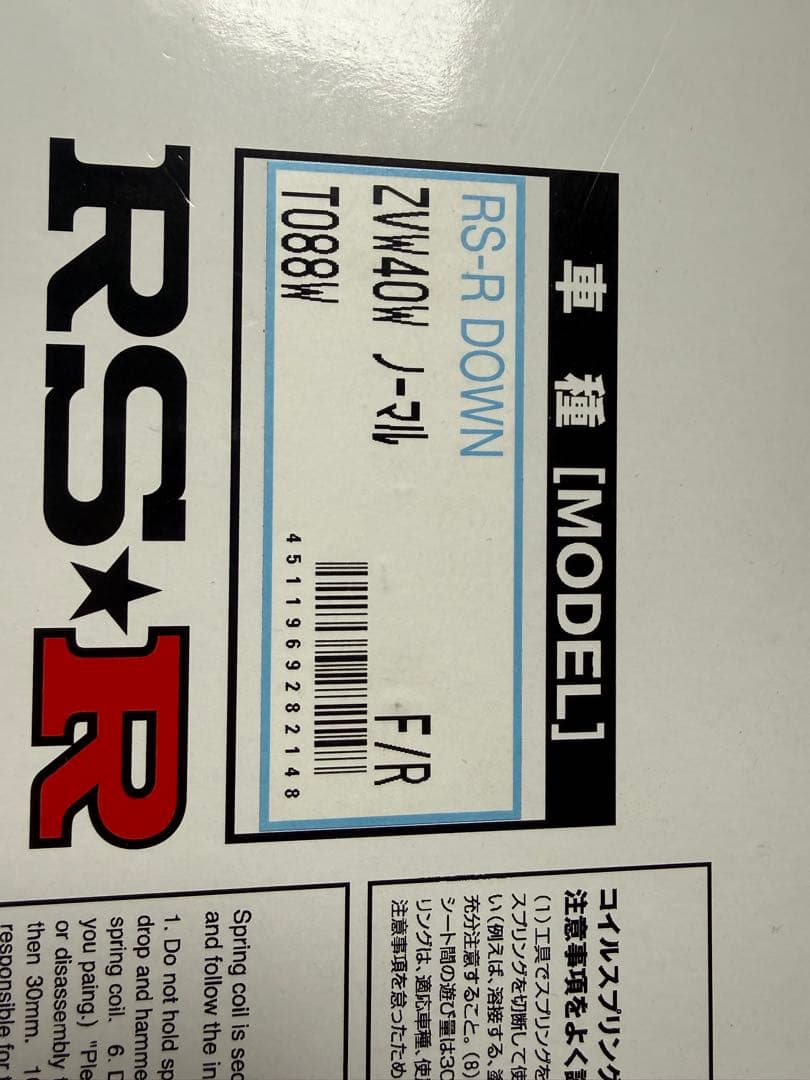 車種 [MODEL]
RS-R DOWN
ZVW40W ノーマル F/R
T088W
4511969282148
RS★R
コイルスプリング
注意事項をよく
(1)工具でスプリングを
スプリングを切断して使
い(例えば、溶接する、塗
充分注意すること。(8)
シート間の遊び量は30
リングは、適応車種、使
注意事項を怠ったため
Spring coil is sec
and follow the in
1. Do not hold sp
drop and hamme
spring coil. 6. D
you paing.) "Ple
or disassembly
then 30mm. 1
responsible for